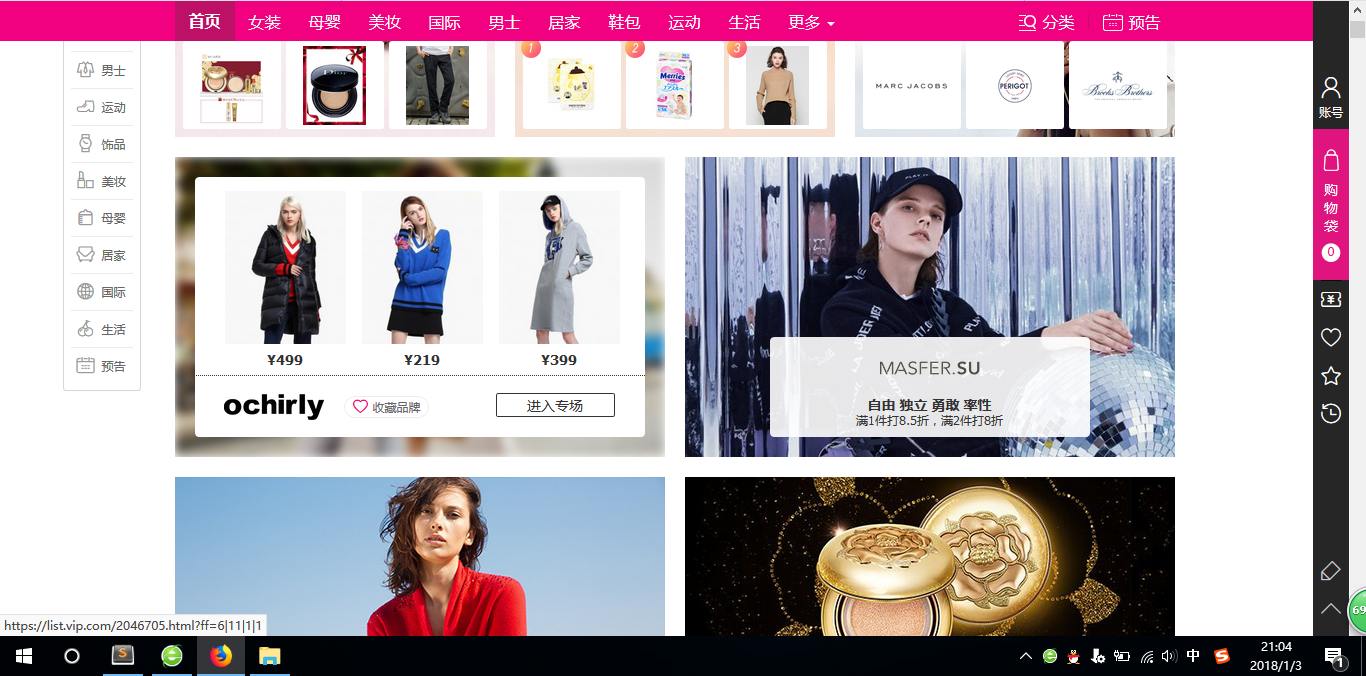 首页 女装 母婴 美妆 国际 男士 居家 鞋包 运动 生活 更多 分类 预告
男士
运动
饰品
美妆
母婴
居家
国际
生活
预告
Dior
1 2 3
Merries
MARC JACOBS
PERIGOT
Brooks Brothers
¥499 ¥219 ¥399
ochirly 收藏品牌 进入专场
MASFER.SU
自由 独立 勇敢 率性
满1件打8.5折，满2件打8折
账号
购
物
袋
0
69
https://list.vip.com/2046705.html?ff=6|11|1|1
中
21:04
2018/1/3
1